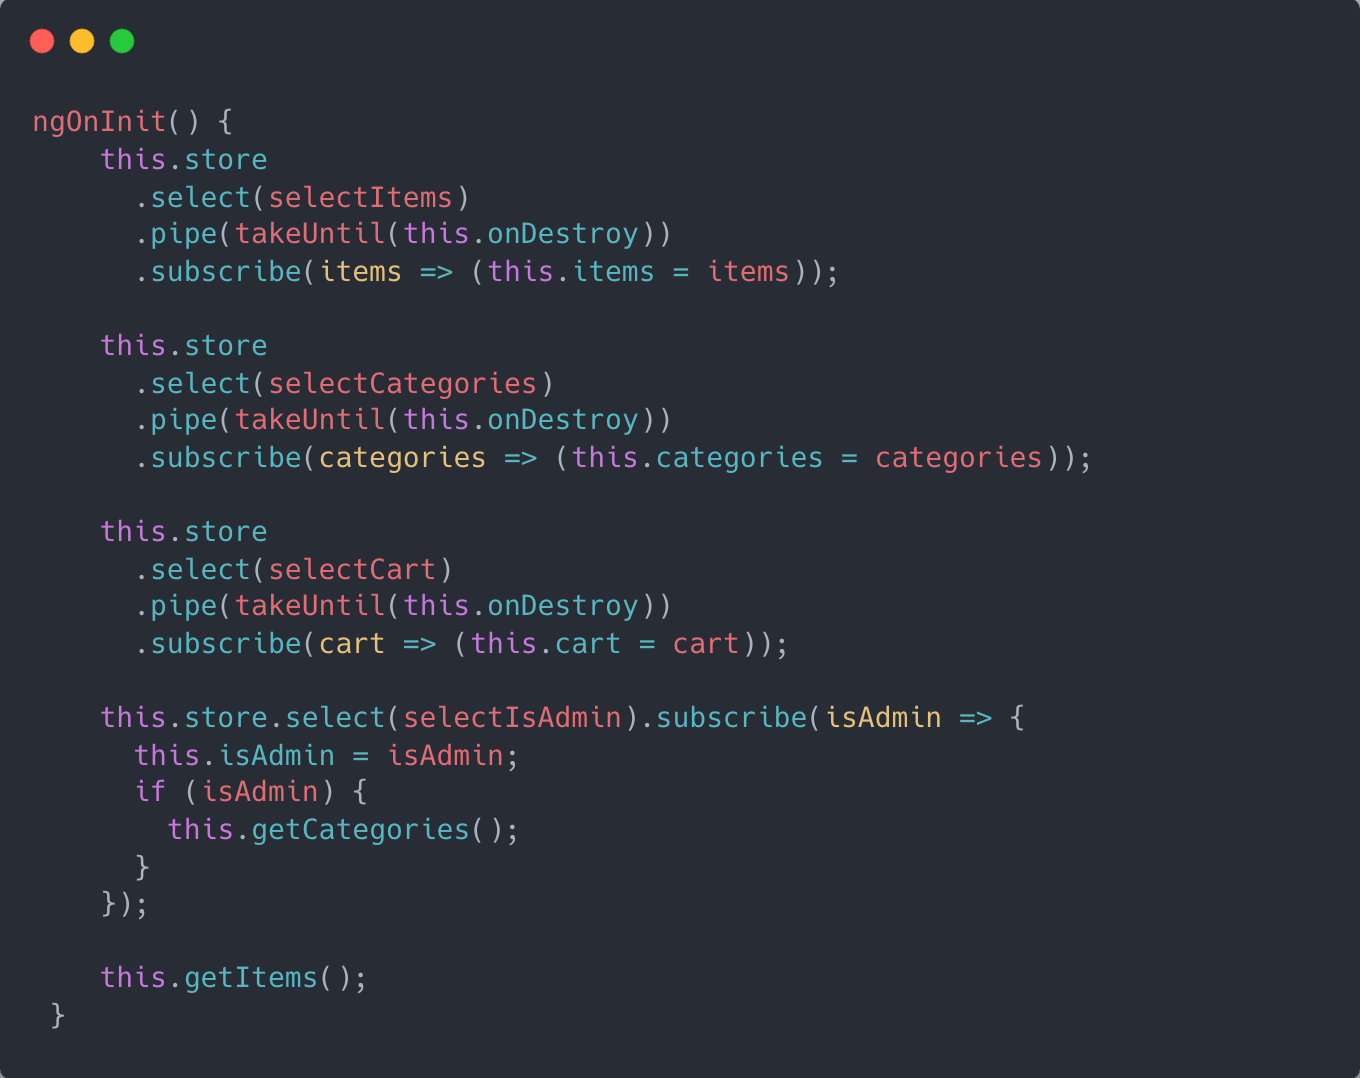 ngOnInit() {
    this.store
      .select(selectItems)
      .pipe(takeUntil(this.onDestroy))
      .subscribe(items => (this.items = items));

    this.store
      .select(selectCategories)
      .pipe(takeUntil(this.onDestroy))
      .subscribe(categories => (this.categories = categories));

    this.store
      .select(selectCart)
      .pipe(takeUntil(this.onDestroy))
      .subscribe(cart => (this.cart = cart));

    this.store.select(selectIsAdmin).subscribe(isAdmin => {
      this.isAdmin = isAdmin;
      if (isAdmin) {
        this.getCategories();
      }
    });

    this.getItems();
 }